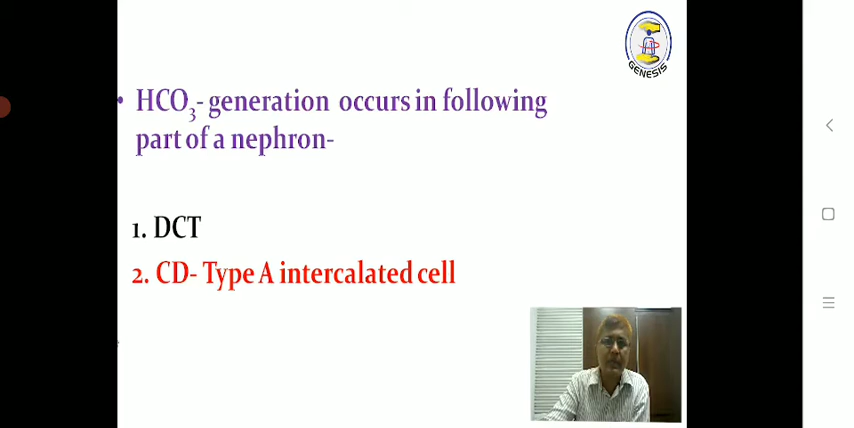 GENESIS
• HCO₃- generation occurs in following
part of a nephron-
1. DCT
2. CD- Type A intercalated cell